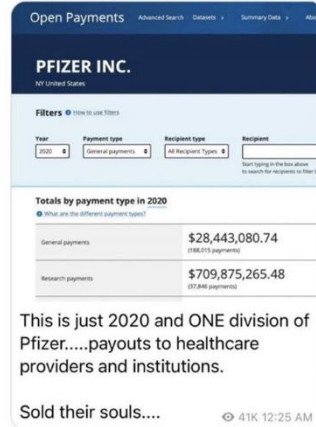 Open Payments Advanced Search Datasets Summary Data Abo
PFIZER INC.
NY United States
Filters How to use filters
Year Payment type Recipient type Recipient
2020 General payments All Recipient Types
Start typing in the box above
to search for recipients to filter
Totals by payment type in 2020
What are the different payment types?
General payments $28,443,080.74
(188,015 payments)
Research payments $709,875,265.48
(37,846 payments)
This is just 2020 and ONE division of
Pfizer.....payouts to healthcare
providers and institutions.
Sold their souls....
41K 12:25 AM